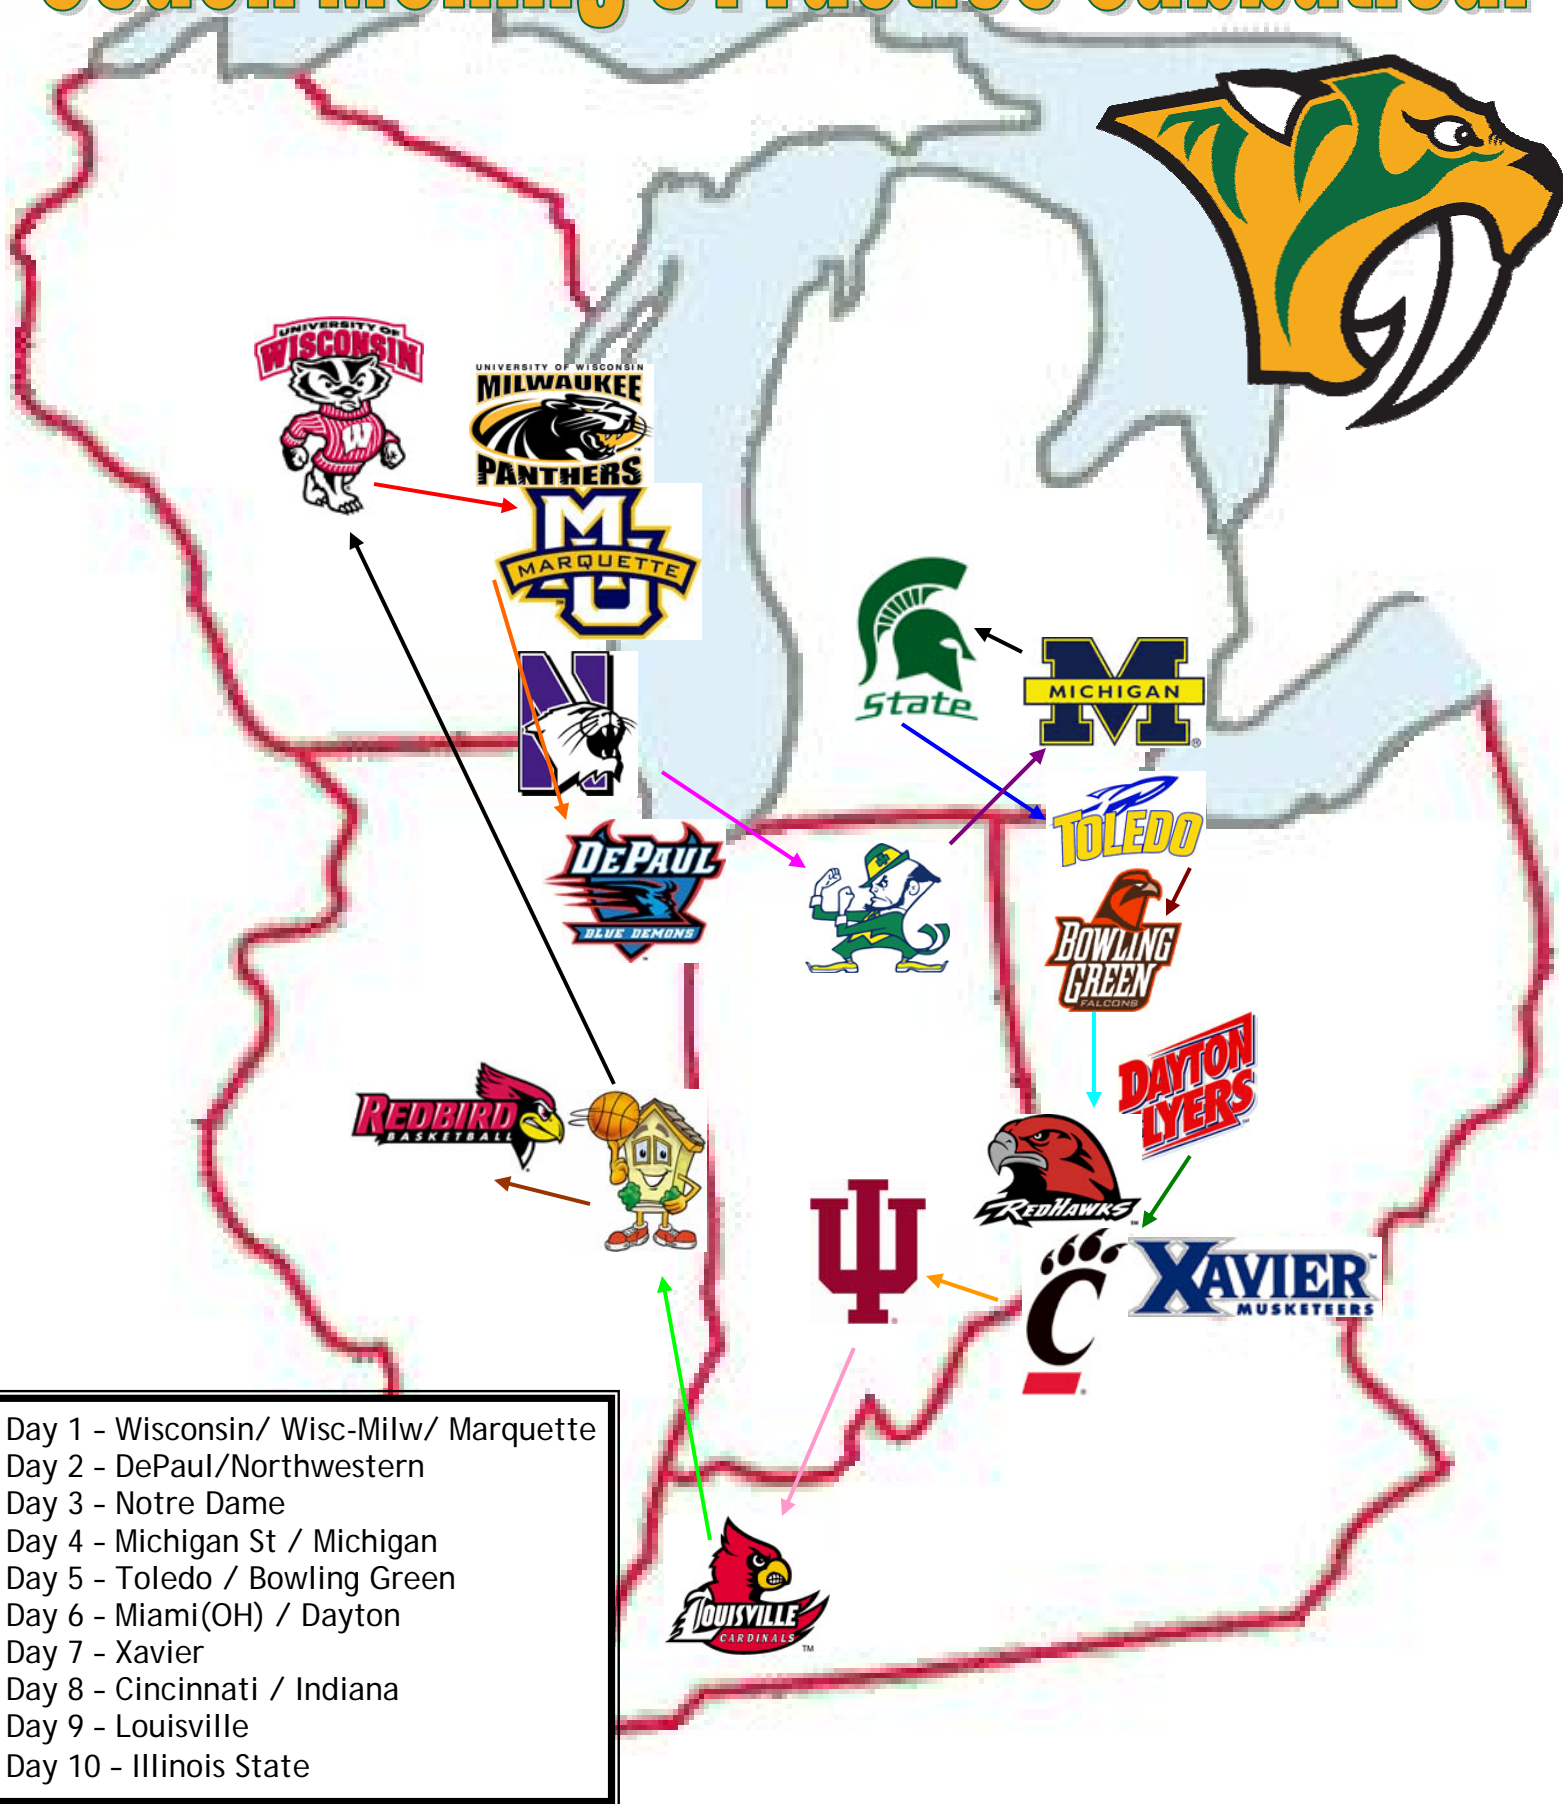 UNIVERSITY OF
WISCONSIN
W
UNIVERSITY OF WISCONSIN
MILWAUKEE
PANTHERS
MU
MARQUETTE
N
State
M
MICHIGAN
TOLEDO
DEPAUL
BLUE DEMONS
BOWLING
GREEN
FALCONS
DAYTON
LYERS
REDBIRD
BASKETBALL
REDHAWKS
IU
C
XAVIER
MUSKETEERS
LOUISVILLE
CARDINALS
Day 1 – Wisconsin/ Wisc-Milw/ Marquette
Day 2 – DePaul/Northwestern
Day 3 – Notre Dame
Day 4 – Michigan St / Michigan
Day 5 – Toledo / Bowling Green
Day 6 – Miami(OH) / Dayton
Day 7 – Xavier
Day 8 – Cincinnati / Indiana
Day 9 – Louisville
Day 10 – Illinois State